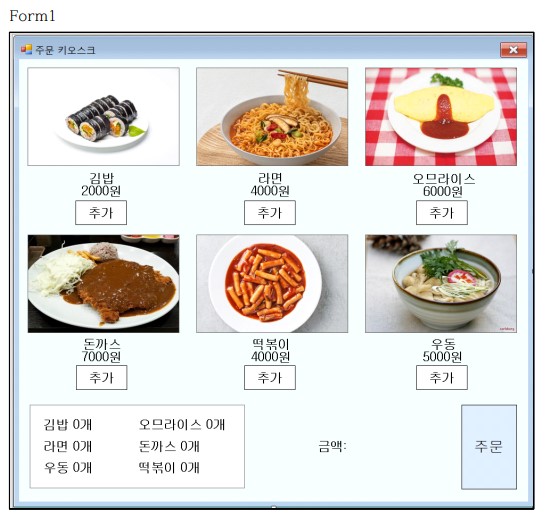 Form1
주문 키오스크
김밥
2000원
추가
라면
4000원
추가
오므라이스
6000원
추가
돈까스
7000원
추가
떡볶이
4000원
추가
우동
5000원
추가
김밥 0개 오므라이스 0개
라면 0개 돈까스 0개
우동 0개 떡볶이 0개
금액:
주문